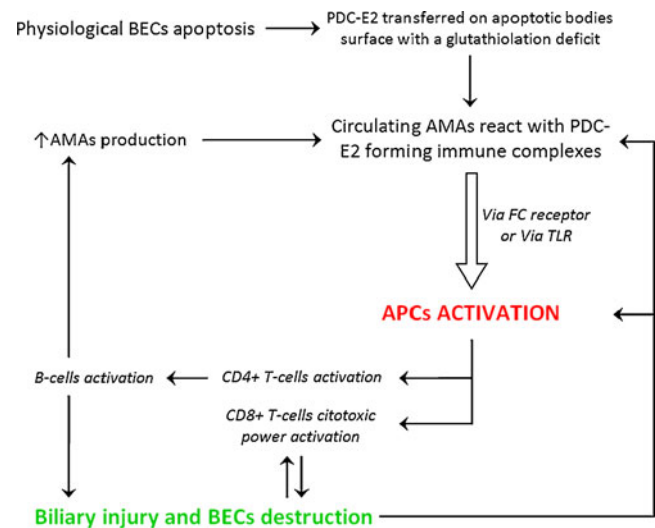 Physiological BECs apoptosis
PDC-E2 transferred on apoptotic bodies
surface with a glutathiolation deficit
↑AMAs production
Circulating AMAs react with PDC-
E2 forming immune complexes
Via FC receptor
or Via TLR
APCs ACTIVATION
B-cells activation
CD4+ T-cells activation
CD8+ T-cells citotoxic
power activation
Biliary injury and BECs destruction